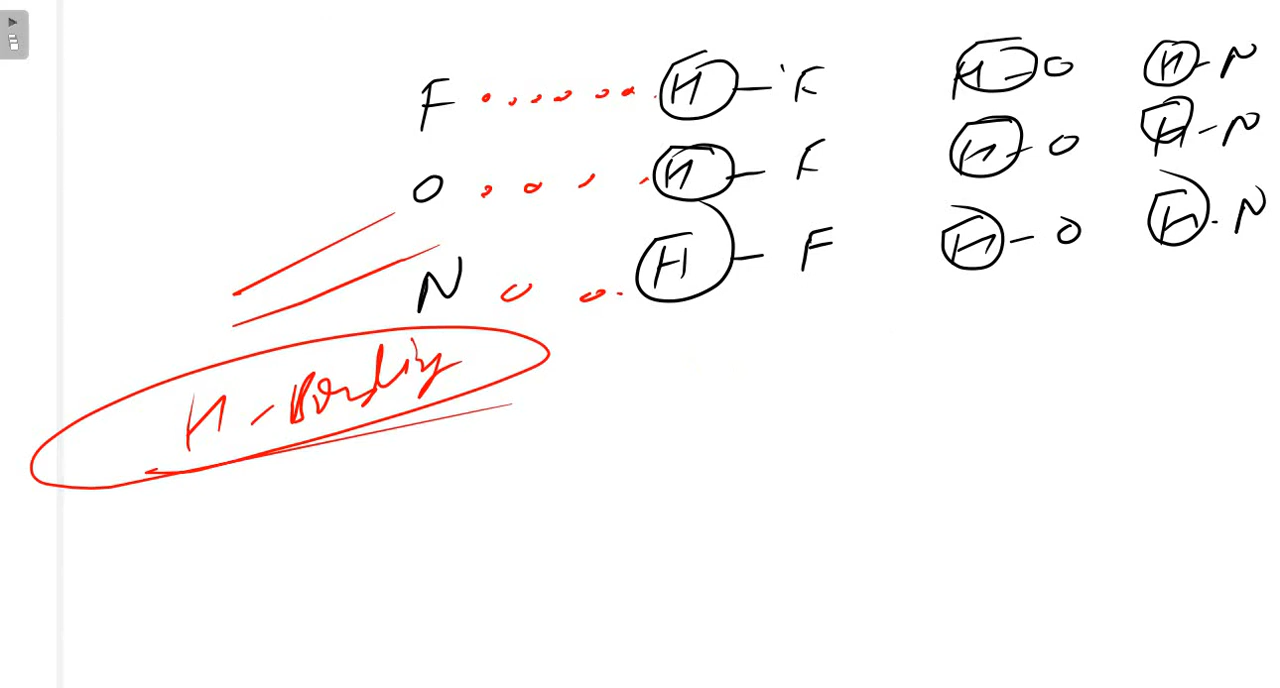 F ....... H - F H - O H - N
O .... H - F H - O H - N
N ... H - F H - O H - N
H - Bonding